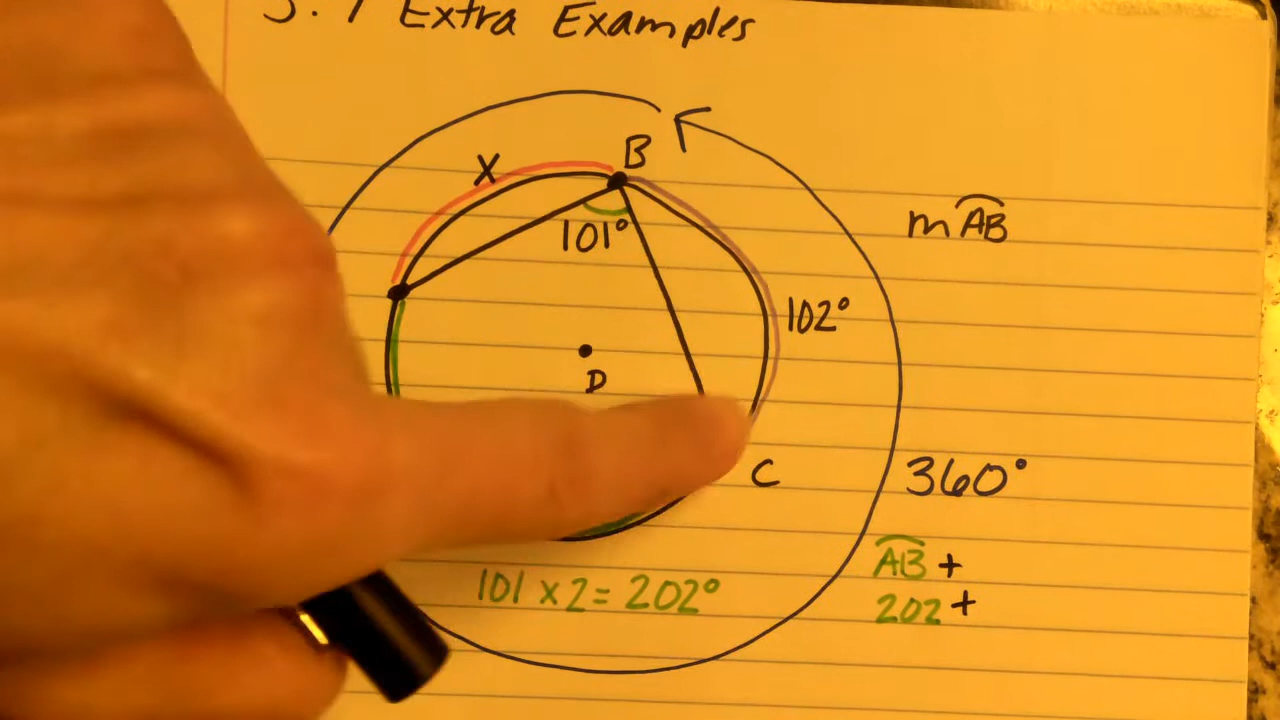 Extra Examples
X
B
101°
m AB
102°
D
C
360°
AB +
202 +
101 x 2 = 202°